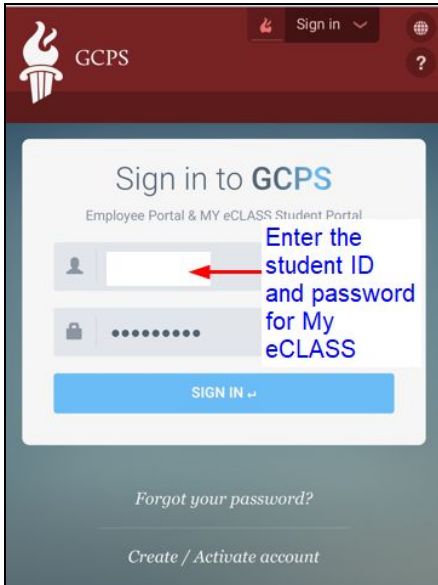 Sign in
GCPS
?
Sign in to GCPS
Employee Portal & MY eCLASS Student Portal
Enter the
student ID
and password
for My
eCLASS
•••••••••
SIGN IN ↵
Forgot your password?
Create / Activate account